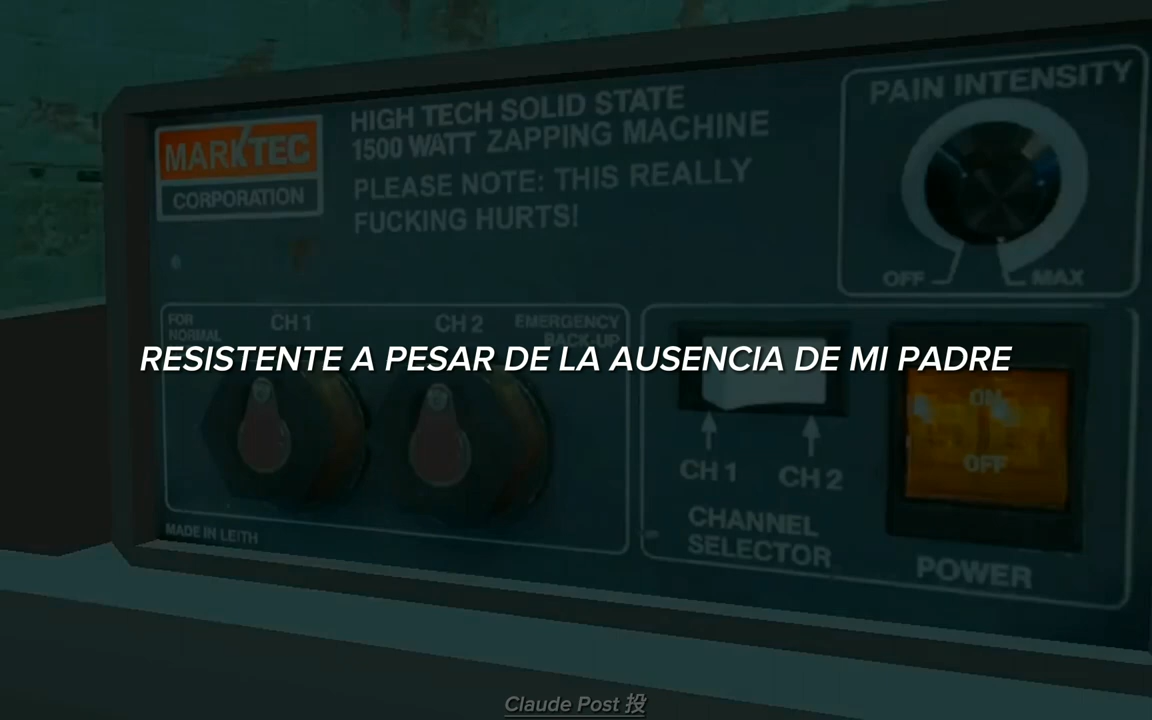 MARKTEC
CORPORATION
HIGH TECH SOLID STATE
1500 WATT ZAPPING MACHINE
PLEASE NOTE: THIS REALLY
FUCKING HURTS!
PAIN INTENSITY
OFF
MAX
FOR
NORMAL
CH 1
CH 2
EMERGENCY
BACK-UP
RESISTENTE A PESAR DE LA AUSENCIA DE MI PADRE
CH 1
CH 2
CHANNEL
SELECTOR
ON
OFF
POWER
MADE IN LEITH
Claude Post 投